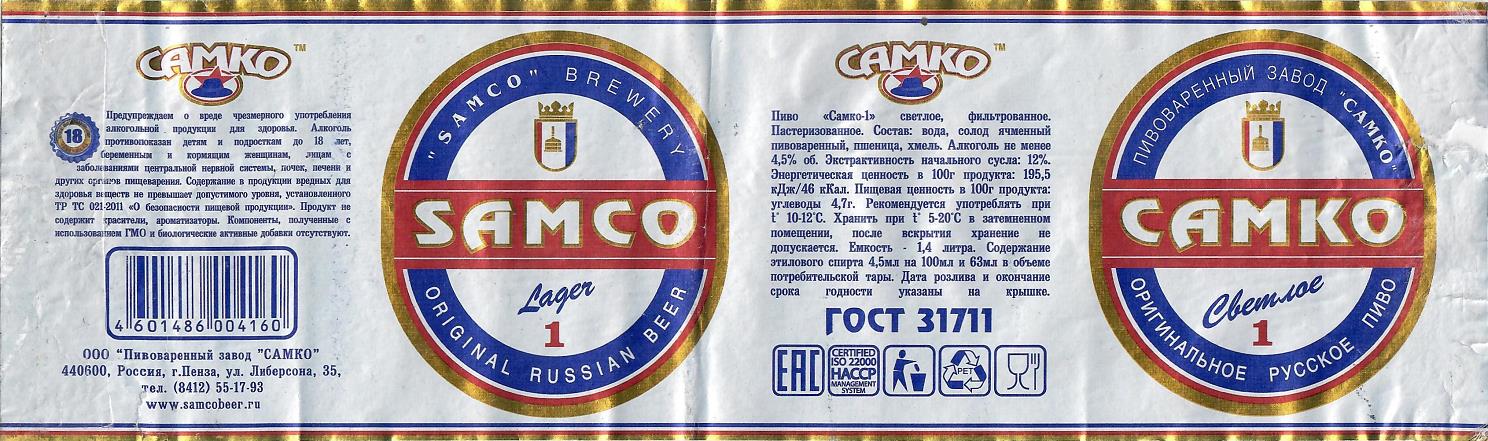 САМКО™
18
Предупреждаем о вреде чрезмерного употребления
алкогольной продукции для здоровья. Алкоголь
противопоказан детям и подросткам до 18 лет,
беременным и кормящим женщинам, лицам с
заболеваниями центральной нервной системы, почек, печени и
других органов пищеварения. Содержание в продукции вредных для
здоровья веществ не превышает допустимого уровня, установленного
ТР ТС 021-2011 «О безопасности пищевой продукции». Продукт не
содержит красители, ароматизаторы. Компоненты, полученные с
использованием ГМО и биологические активные добавки отсутствуют.
4 601486 004160
ООО "Пивоваренный завод "САМКО"
440600, Россия, г.Пенза, ул. Либерсона, 35,
тел. (8412) 55-17-93
www.samcobeer.ru
"SAMCO" BREWERY
SAMCO
Lager
1
ORIGINAL RUSSIAN BEER
САМКО™
Пиво «Самко-1» светлое, фильтрованное.
Пастеризованное. Состав: вода, солод ячменный
пивоваренный, пшеница, хмель. Алкоголь не менее
4,5% об. Экстрактивность начального сусла: 12%.
Энергетическая ценность в 100г продукта: 195,5
кДж/46 кКал. Пищевая ценность в 100г продукта:
углеводы 4,7г. Рекомендуется употреблять при
t° 10-12°С. Хранить при t° 5-20°С в затемненном
помещении, после вскрытия хранение не
допускается. Емкость - 1,4 литра. Содержание
этилового спирта 4,5мл на 100мл и 63мл в объеме
потребительской тары. Дата розлива и окончание
срока годности указаны на крышке.
ГОСТ 31711
EAC
CERTIFIED
ISO 22000
HACCP
MANAGEMENT
SYSTEM
PET
ПИВОВАРЕННЫЙ ЗАВОД "САМКО"
САМКО
Светлое
1
ОРИГИНАЛЬНОЕ РУССКОЕ ПИВО